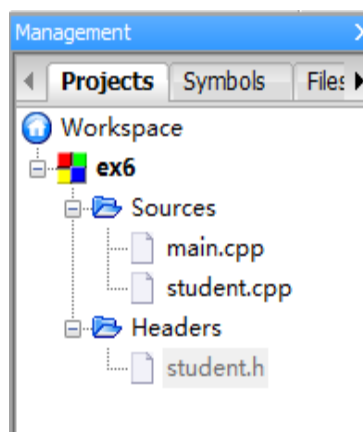 Management
Projects Symbols Files
Workspace
ex6
Sources
main.cpp
student.cpp
Headers
student.h